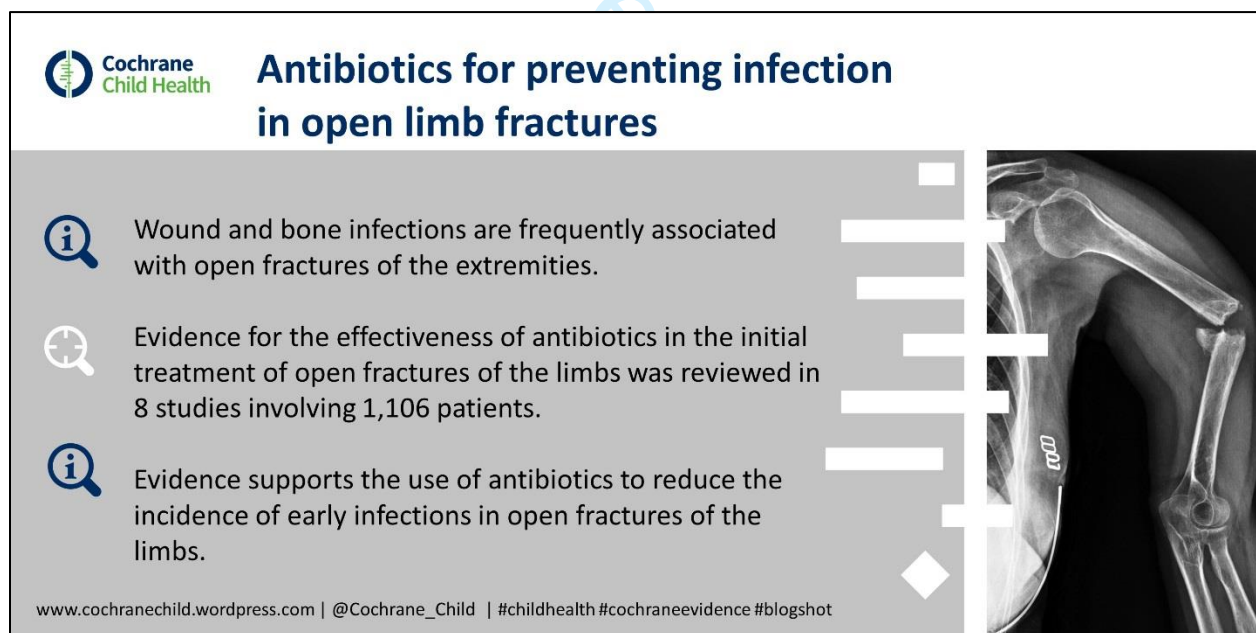 Cochrane
Child Health
Antibiotics for preventing infection
in open limb fractures
Wound and bone infections are frequently associated
with open fractures of the extremities.
Evidence for the effectiveness of antibiotics in the initial
treatment of open fractures of the limbs was reviewed in
8 studies involving 1,106 patients.
Evidence supports the use of antibiotics to reduce the
incidence of early infections in open fractures of the
limbs.
www.cochranechild.wordpress.com | @Cochrane_Child | #childhealth #cochraneevidence #blogshot